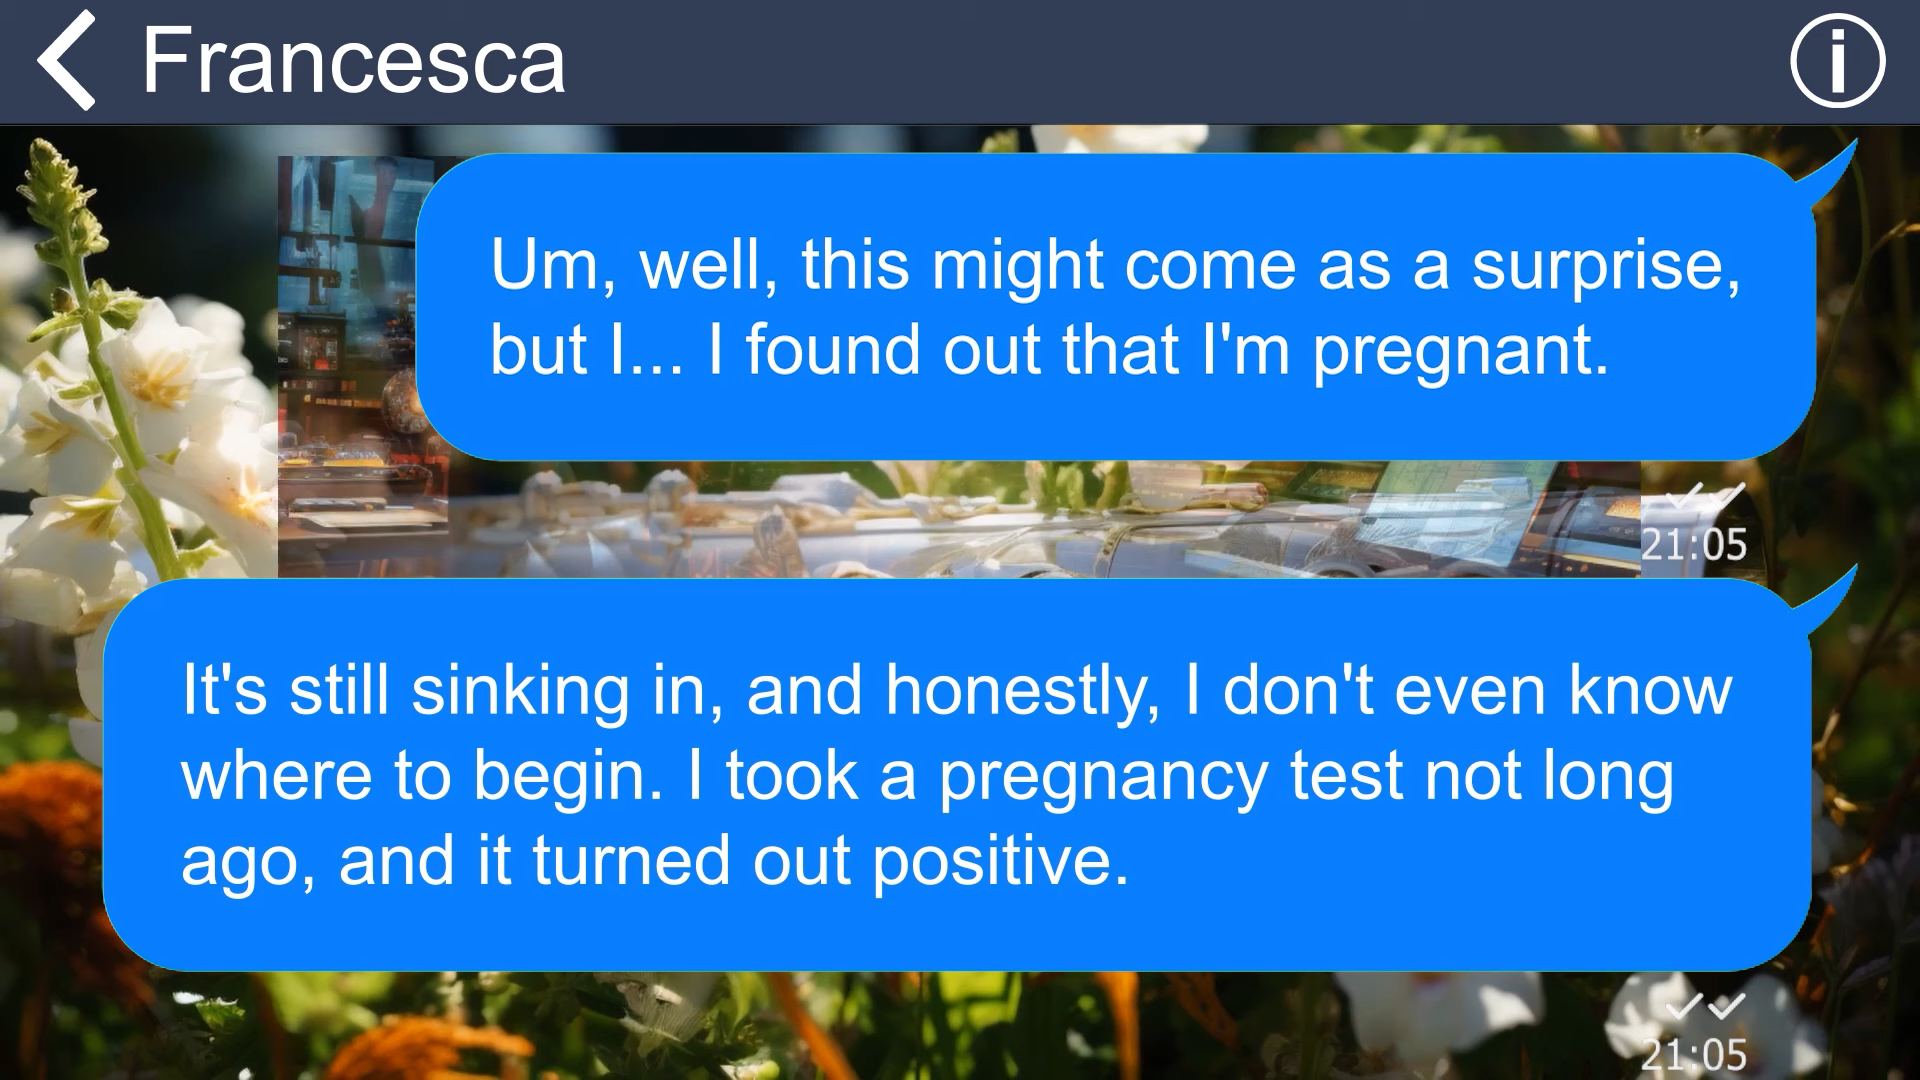 Francesca
Um, well, this might come as a surprise,
but I... I found out that I'm pregnant.
21:05
It's still sinking in, and honestly, I don't even know
where to begin. I took a pregnancy test not long
ago, and it turned out positive.
21:05